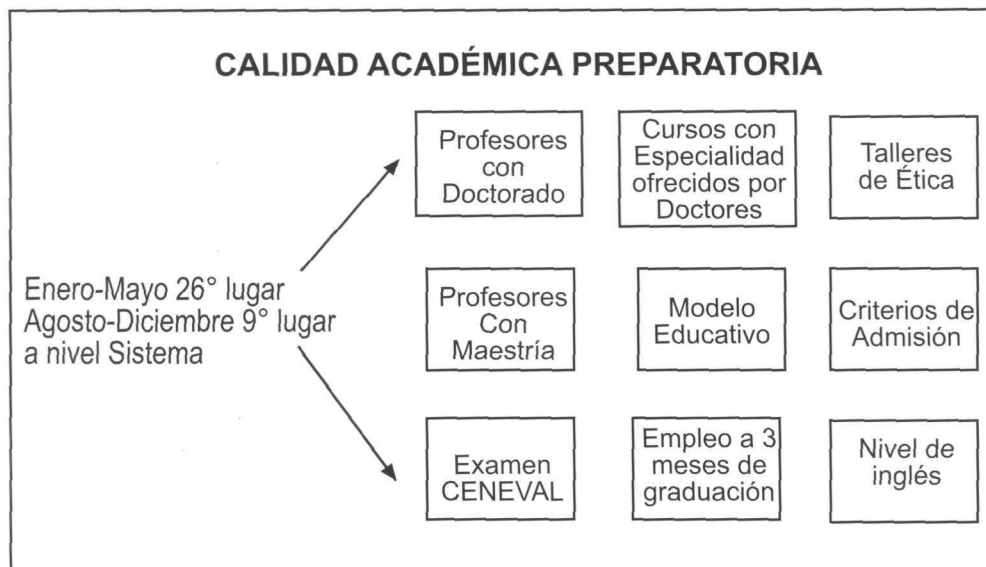 CALIDAD ACADÉMICA PREPARATORIA
Profesores
con
Doctorado
Cursos con
Especialidad
ofrecidos por
Doctores
Talleres
de Ética
Enero-Mayo 26° lugar
Agosto-Diciembre 9° lugar
a nivel Sistema
Profesores
Con
Maestría
Modelo
Educativo
Criterios de
Admisión
Examen
CENEVAL
Empleo a 3
meses de
graduación
Nivel de
inglés